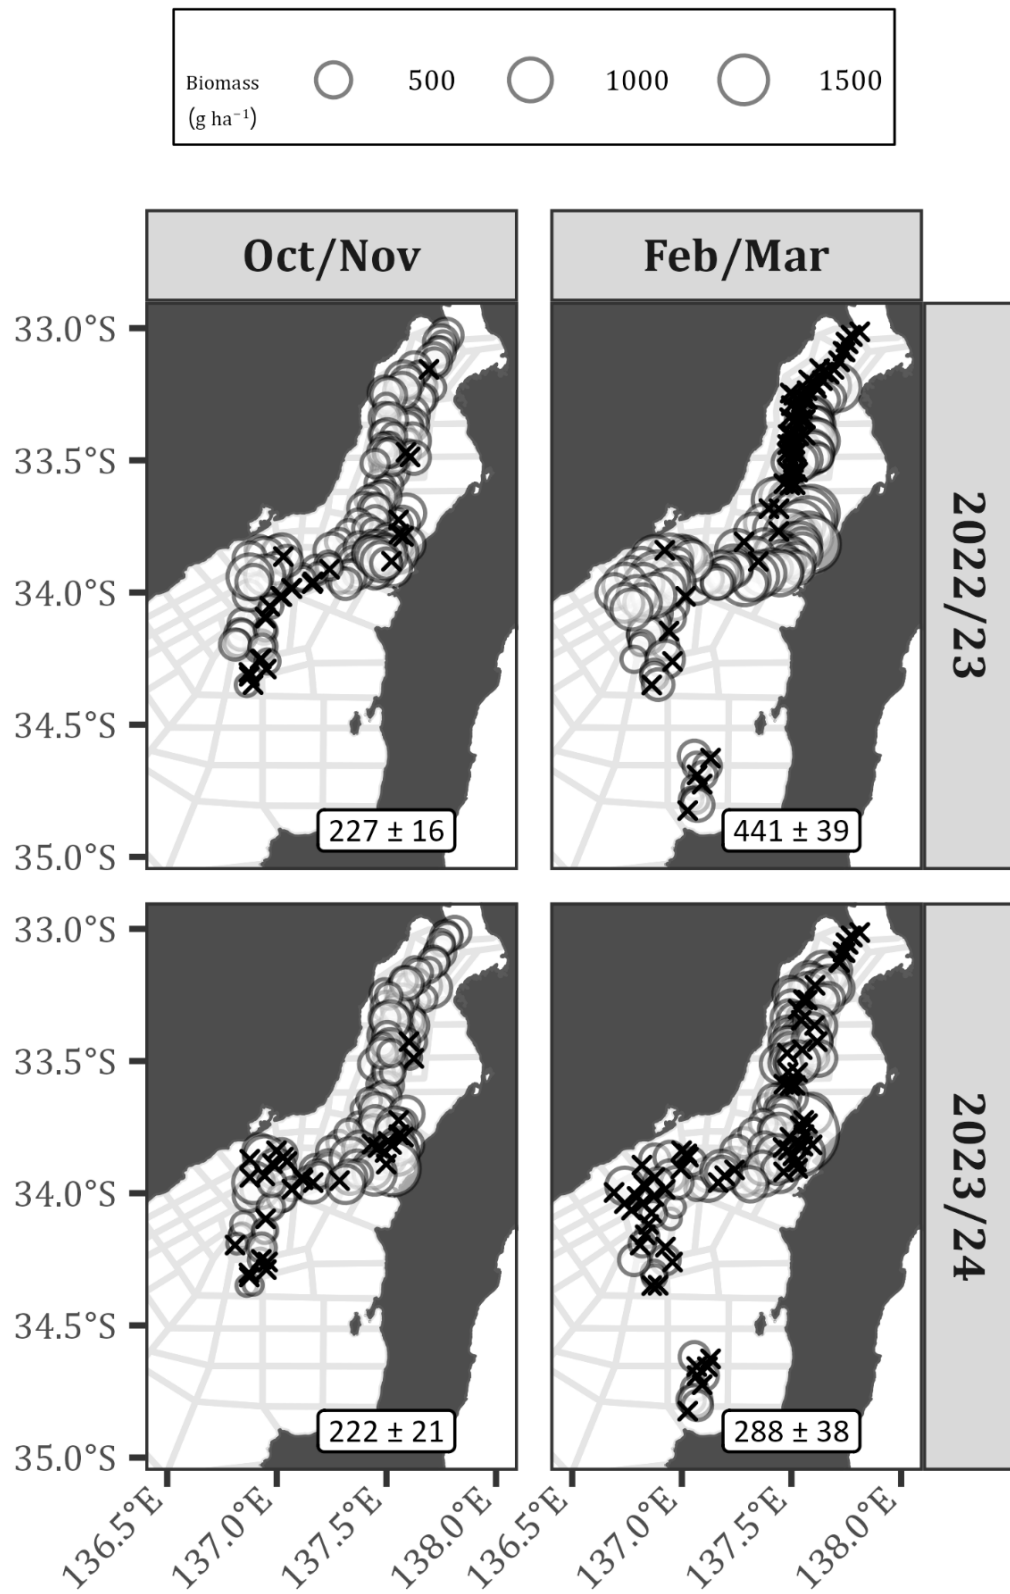 Biomass
(g ha⁻¹)
500
1000
1500
Oct/Nov
Feb/Mar
33.0°S
33.5°S
34.0°S
34.5°S
35.0°S
227 ± 16
441 ± 39
2022/23
33.0°S
33.5°S
34.0°S
34.5°S
35.0°S
222 ± 21
288 ± 38
2023/24
136.5°E
137.0°E
137.5°E
138.0°E
136.5°E
137.0°E
137.5°E
138.0°E